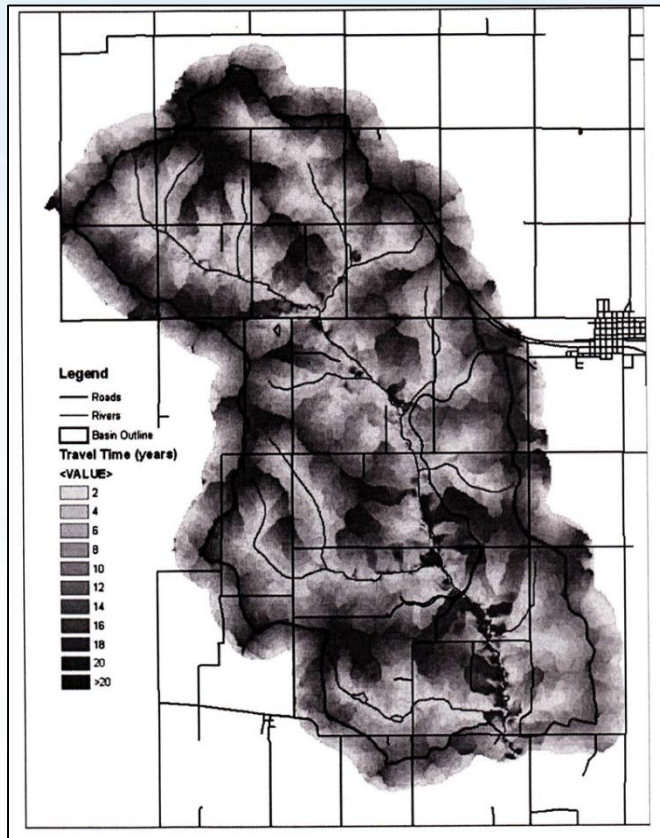 Legend
Roads
Rivers
Basin Outline
Travel Time (years)
<VALUE>
2
4
6
8
10
12
14
16
18
20
>20